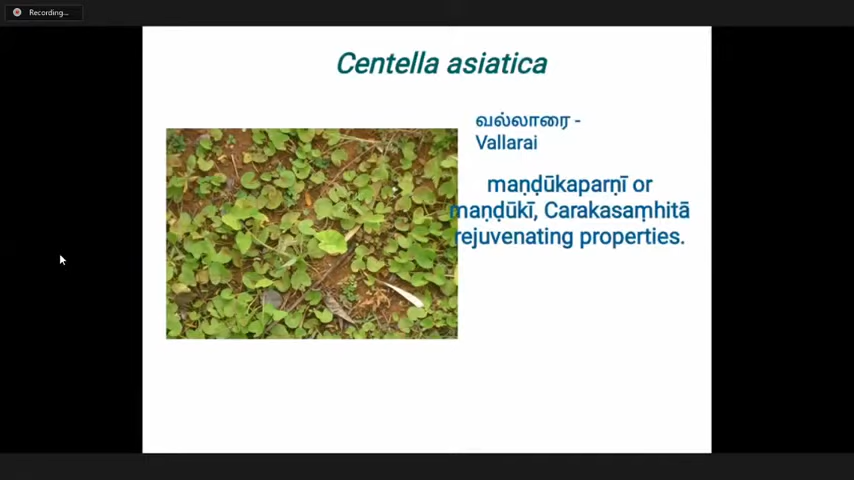 Recording...
Centella asiatica
வல்லாரை -
Vallarai
maṇḍūkaparṇī or
maṇḍūkī, Carakasaṃhitā
rejuvenating properties.